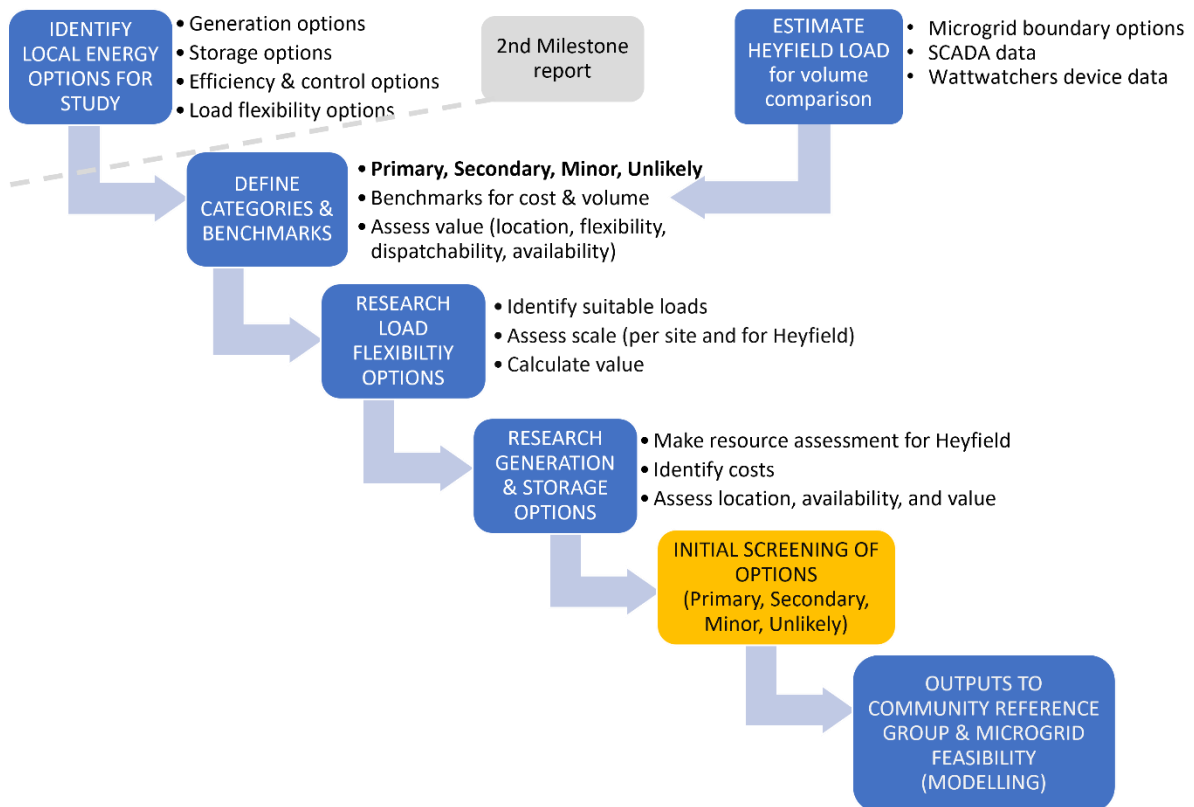 IDENTIFY
LOCAL ENERGY
OPTIONS FOR
STUDY
• Generation options
• Storage options
• Efficiency & control options
• Load flexibility options
2nd Milestone
report
ESTIMATE
HEYFIELD LOAD
for volume
comparison
• Microgrid boundary options
• SCADA data
• Wattwatchers device data
DEFINE
CATEGORIES &
BENCHMARKS
• Primary, Secondary, Minor, Unlikely
• Benchmarks for cost & volume
• Assess value (location, flexibility,
dispatchability, availability)
RESEARCH
LOAD
FLEXIBILTIY
OPTIONS
• Identify suitable loads
• Assess scale (per site and for Heyfield)
• Calculate value
RESEARCH
GENERATION
& STORAGE
OPTIONS
• Make resource assessment for Heyfield
• Identify costs
• Assess location, availability, and value
INITIAL SCREENING OF
OPTIONS
(Primary, Secondary,
Minor, Unlikely)
OUTPUTS TO
COMMUNITY REFERENCE
GROUP & MICROGRID
FEASIBILITY
(MODELLING)